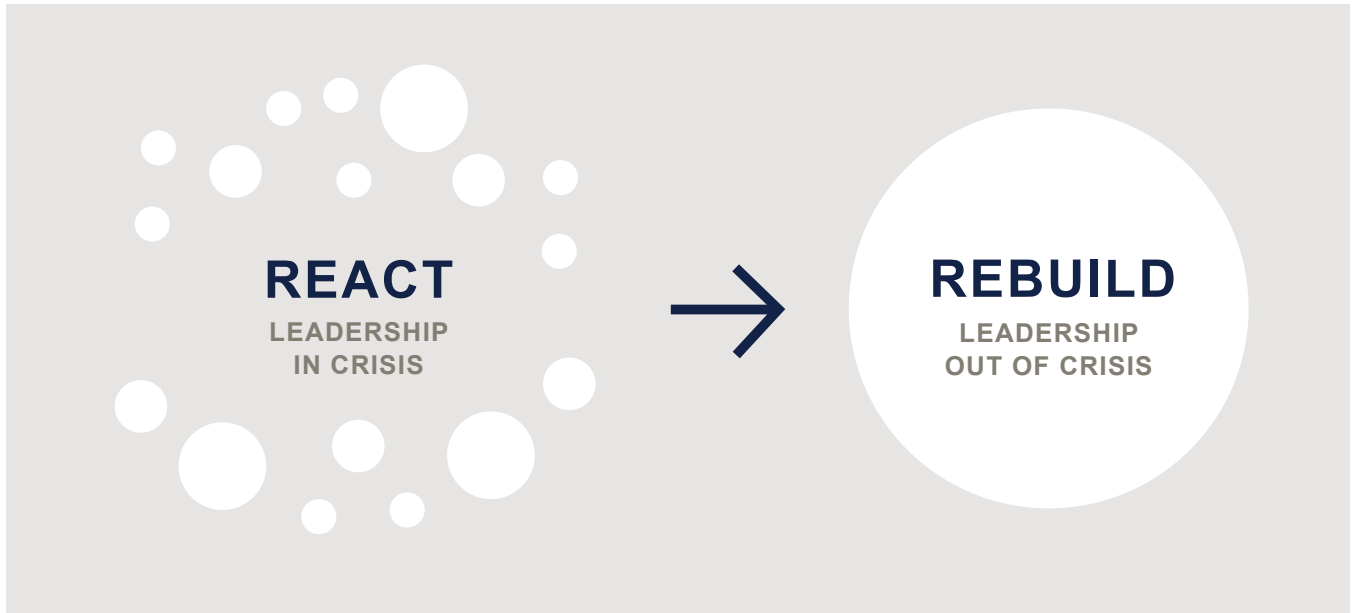 REACT
LEADERSHIP
IN CRISIS
REBUILD
LEADERSHIP
OUT OF CRISIS